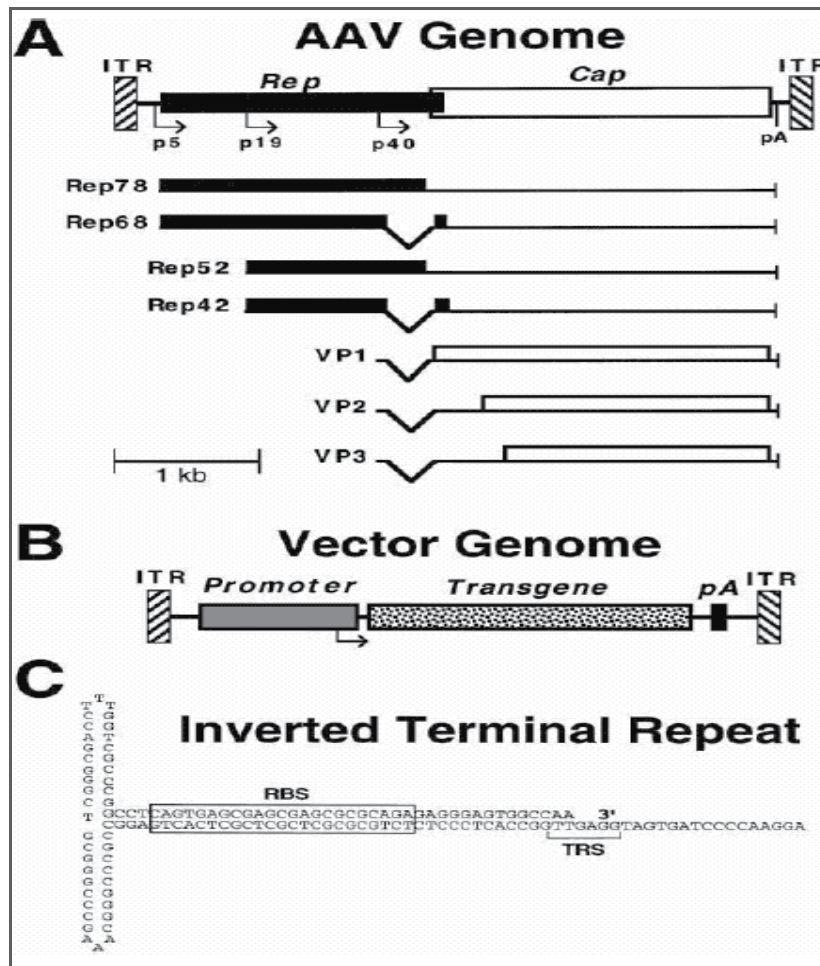 A AAV Genome
ITR Rep Cap ITR
p5 p19 p40 pA
Rep78
Rep68
Rep52
Rep42
VP1
VP2
VP3
1 kb
B Vector Genome
ITR Promoter Transgene pA ITR
C
Inverted Terminal Repeat
RBS
GCCTCAGTGAGCGAGCGAGCGCGCAGAGAGGGAGTGGCCAA 3'
CGGAGTCACTCGCTCGCTCGCGCGTCTCTCCCTCACCGGTTGAGGTAGTGATCCCCAAGGA
TRS